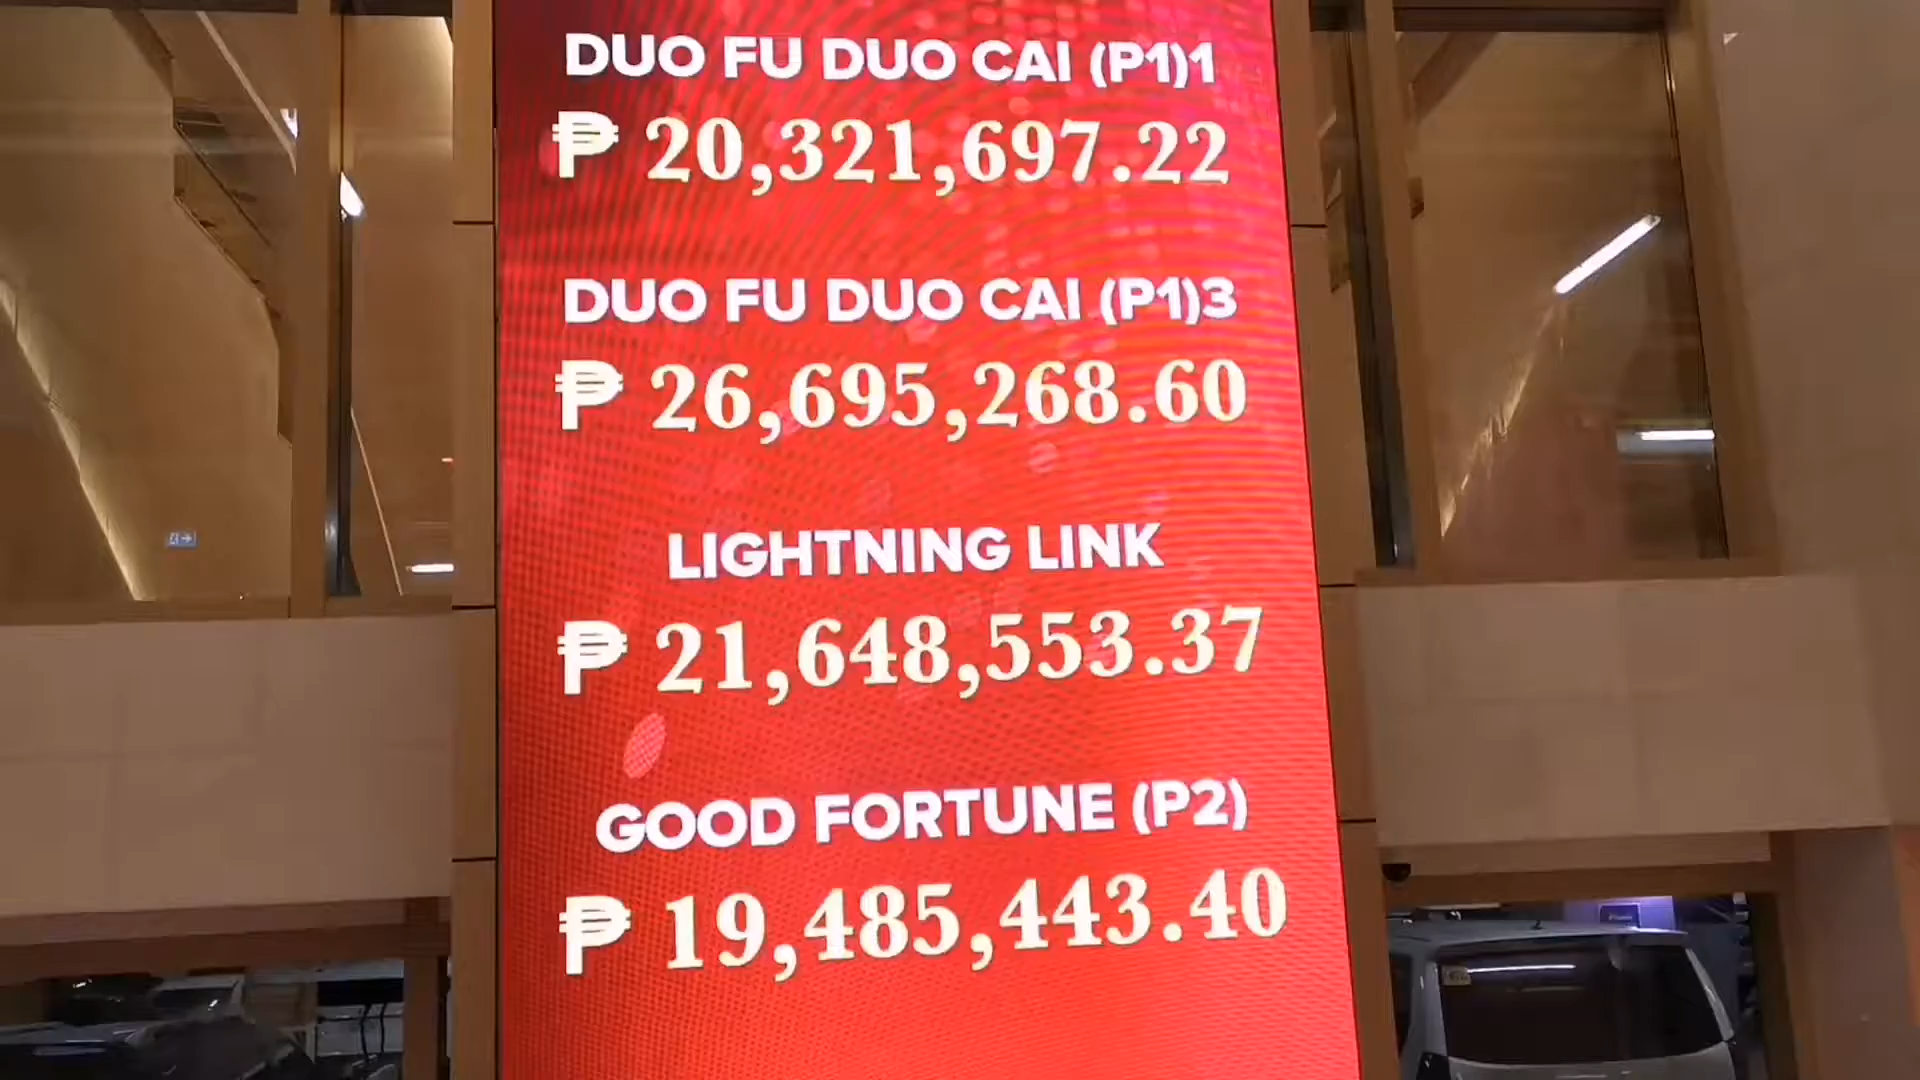 DUO FU DUO CAI (P1)1
₱ 20,321,697.22
DUO FU DUO CAI (P1)3
₱ 26,695,268.60
LIGHTNING LINK
₱ 21,648,553.37
GOOD FORTUNE (P2)
₱ 19,485,443.40